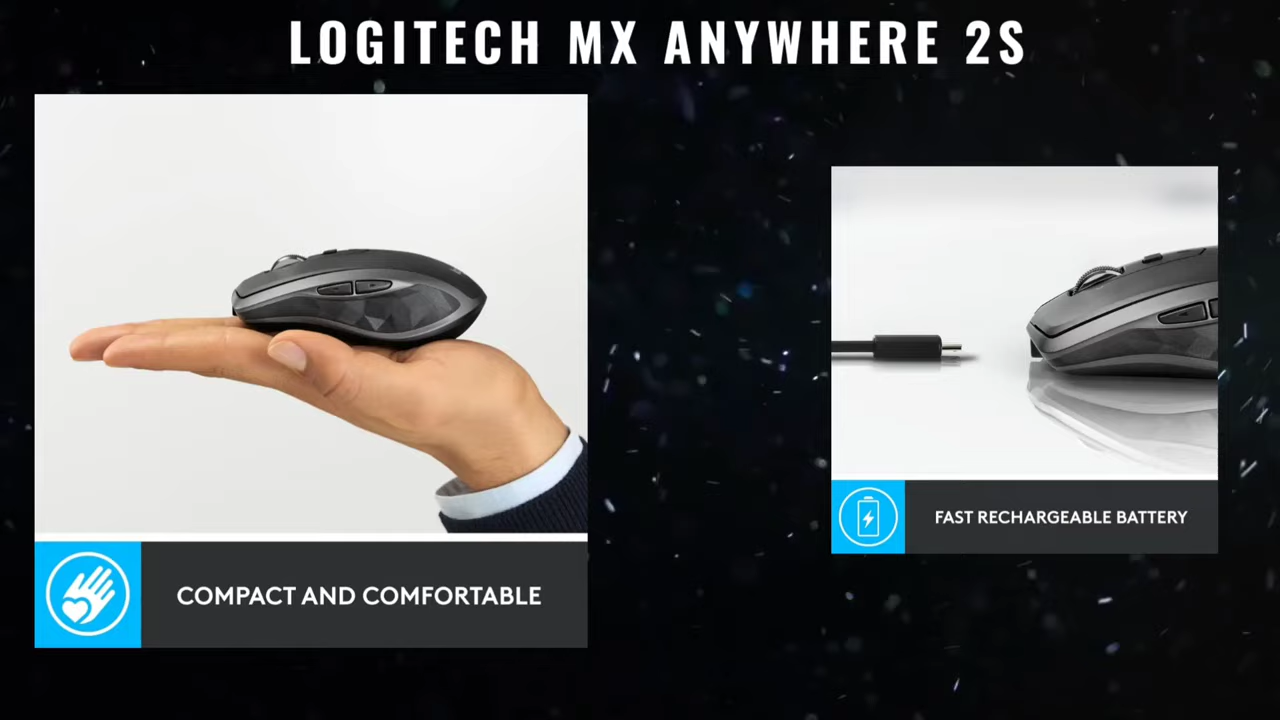 LOGITECH MX ANYWHERE 2S
COMPACT AND COMFORTABLE
FAST RECHARGEABLE BATTERY